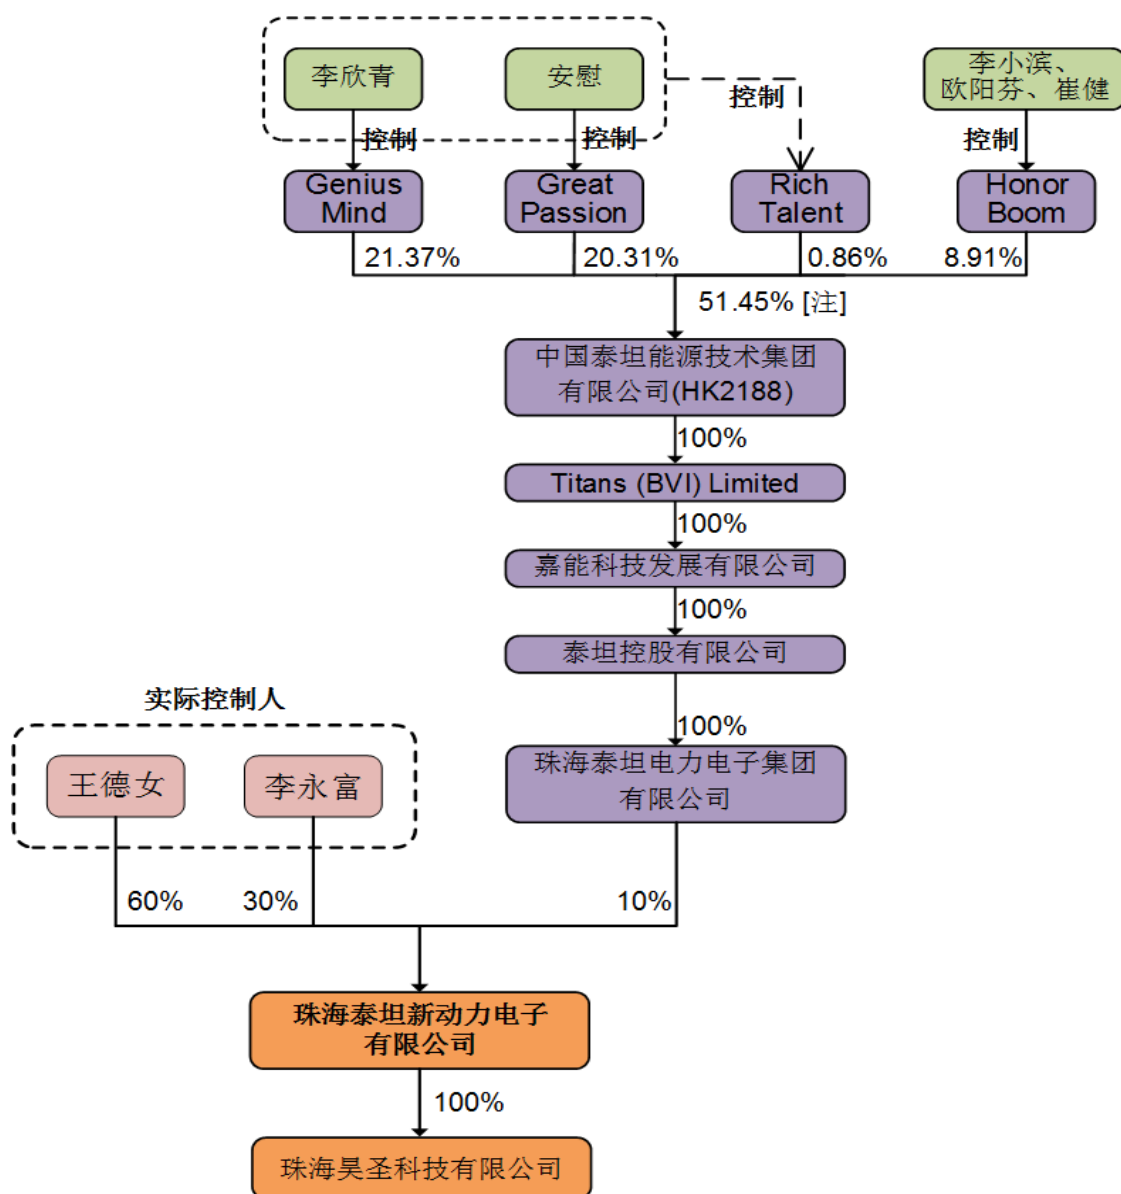 李欣青
安慰
李小滨、
欧阳芬、崔健
控制
控制
控制
控制
Genius
Mind
Great
Passion
Rich
Talent
Honor
Boom
21.37%
20.31%
0.86%
8.91%
51.45% [注]
中国泰坦能源技术集团
有限公司(HK2188)
100%
Titans (BVI) Limited
100%
嘉能科技发展有限公司
100%
泰坦控股有限公司
100%
实际控制人
王德女
李永富
珠海泰坦电力电子集团
有限公司
60%
30%
10%
珠海泰坦新动力电子
有限公司
100%
珠海昊圣科技有限公司